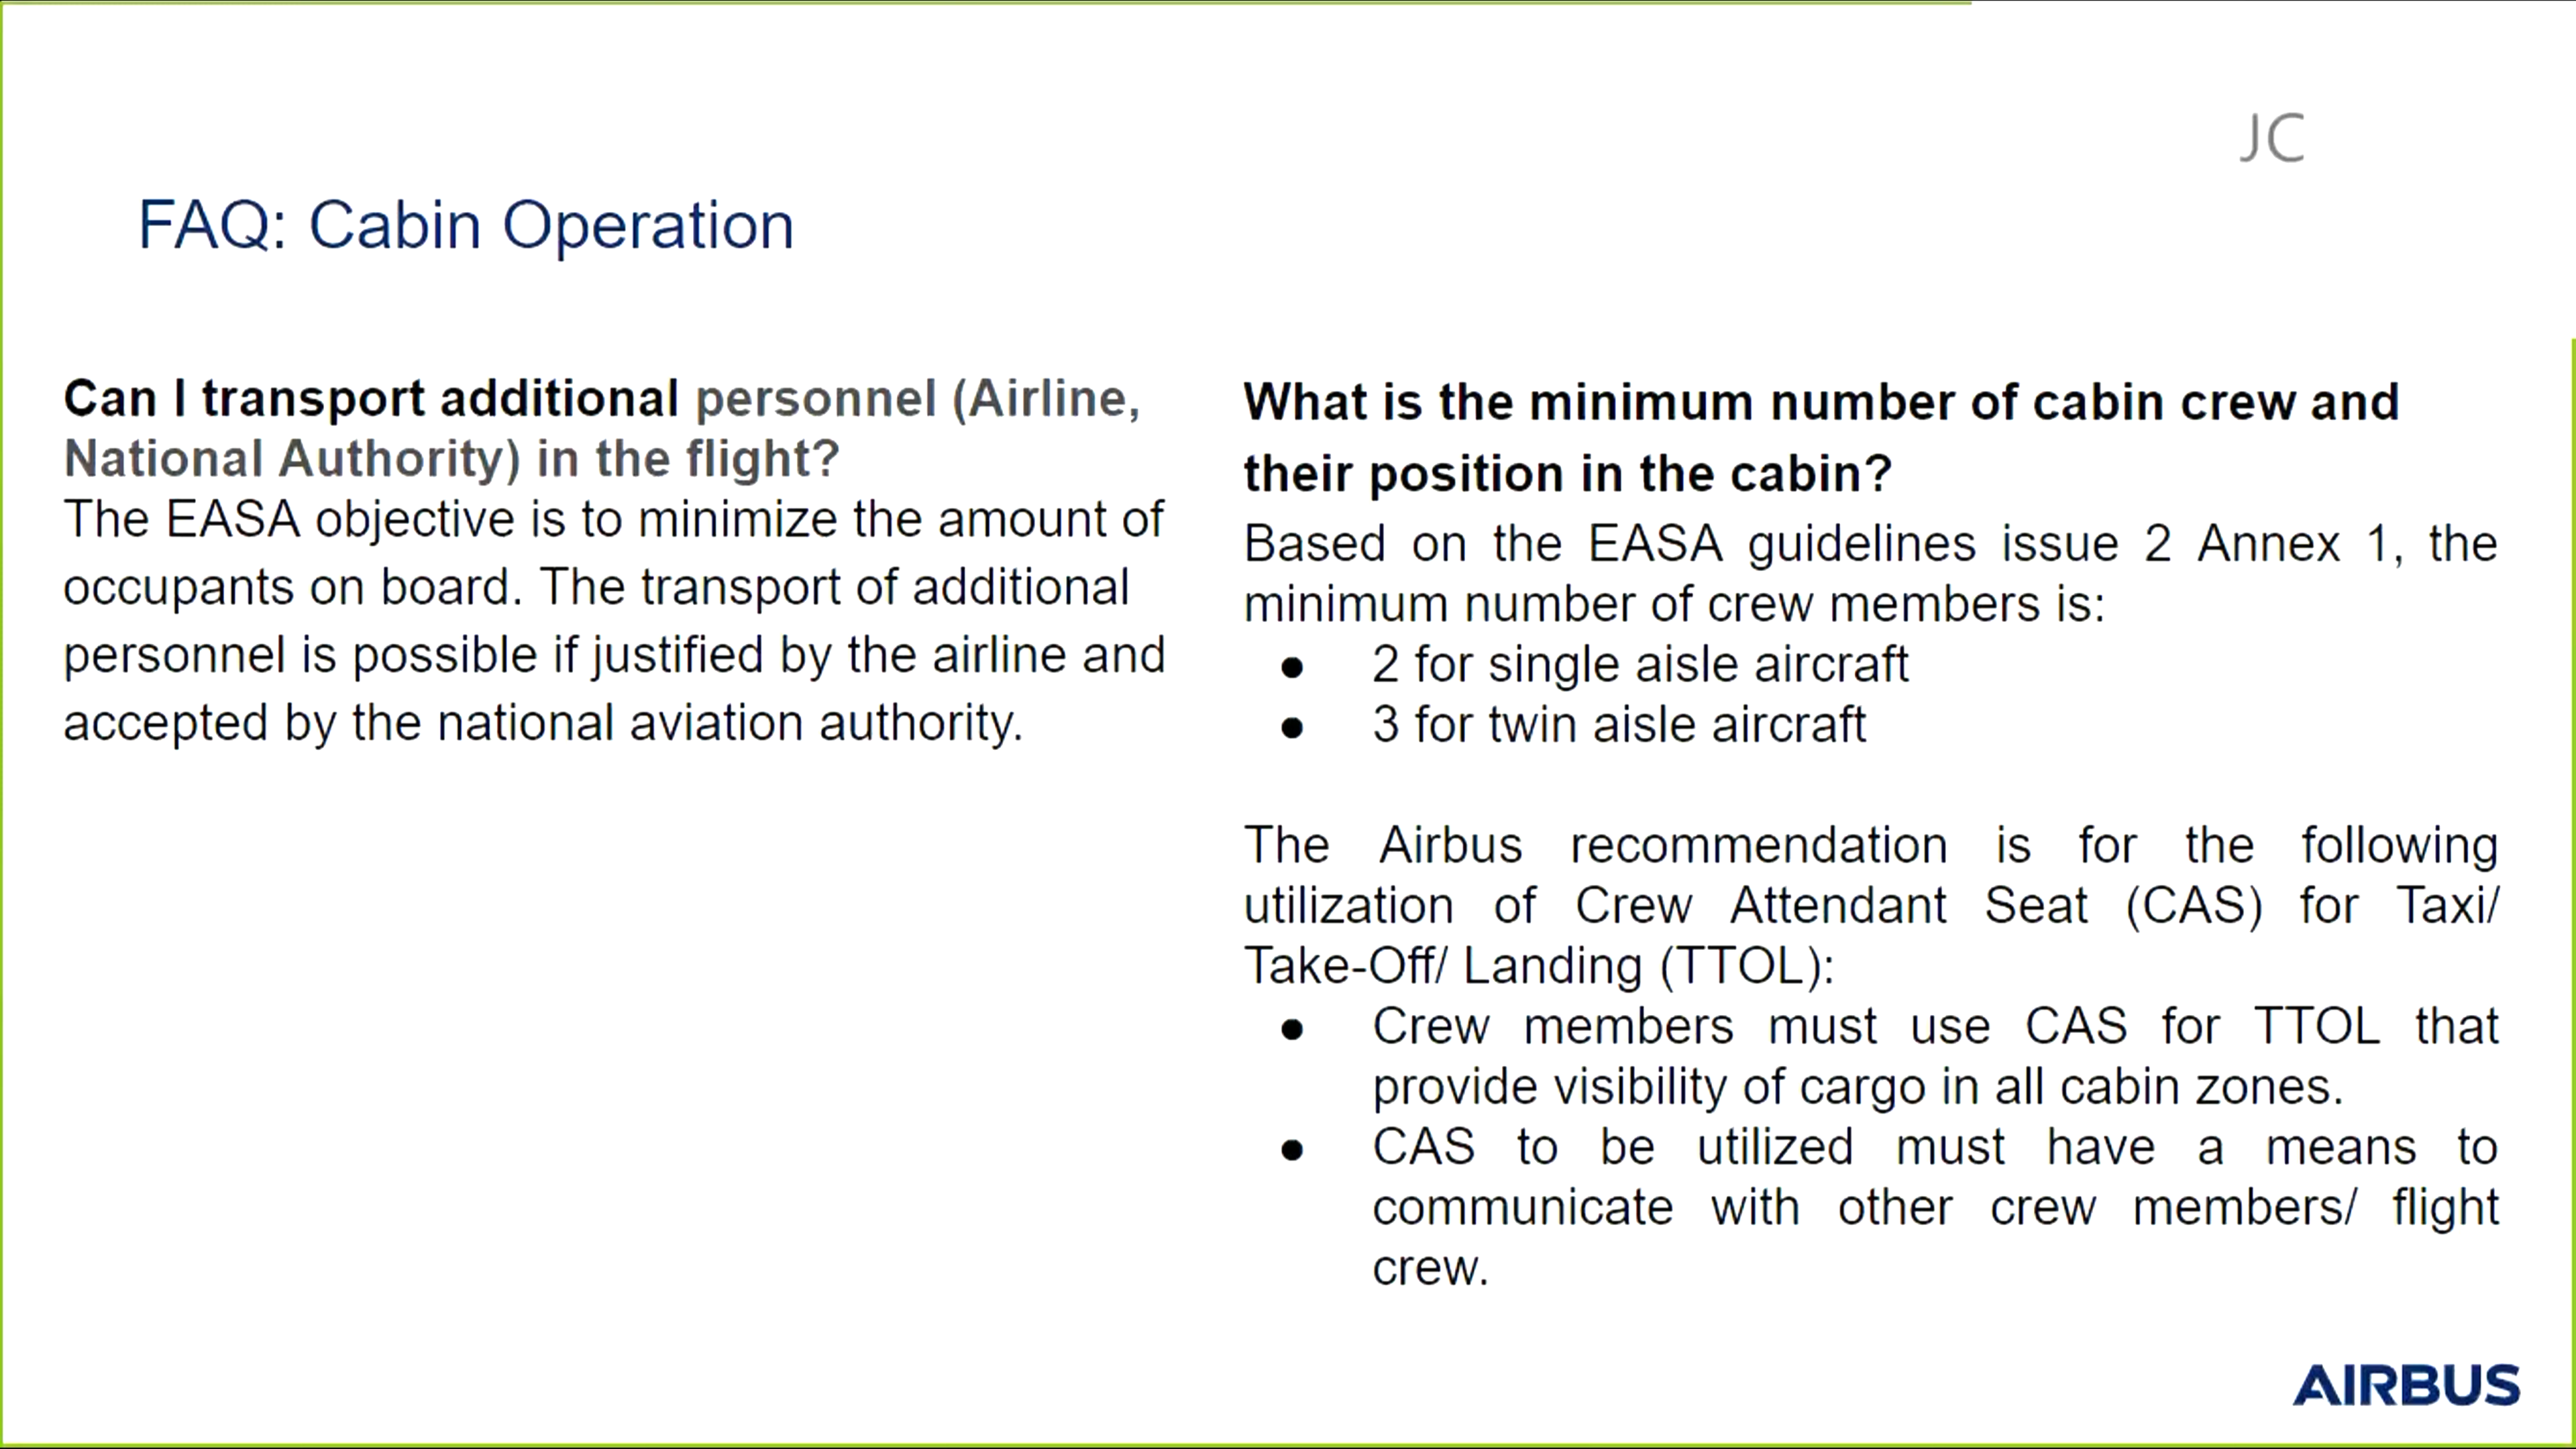 JC
FAQ: Cabin Operation
Can I transport additional personnel (Airline,
National Authority) in the flight?
The EASA objective is to minimize the amount of
occupants on board. The transport of additional
personnel is possible if justified by the airline and
accepted by the national aviation authority.
What is the minimum number of cabin crew and
their position in the cabin?
Based on the EASA guidelines issue 2 Annex 1, the
minimum number of crew members is:
● 2 for single aisle aircraft
● 3 for twin aisle aircraft
The Airbus recommendation is for the following
utilization of Crew Attendant Seat (CAS) for Taxi/
Take-Off/ Landing (TTOL):
● Crew members must use CAS for TTOL that
provide visibility of cargo in all cabin zones.
● CAS to be utilized must have a means to
communicate with other crew members/ flight
crew.
AIRBUS